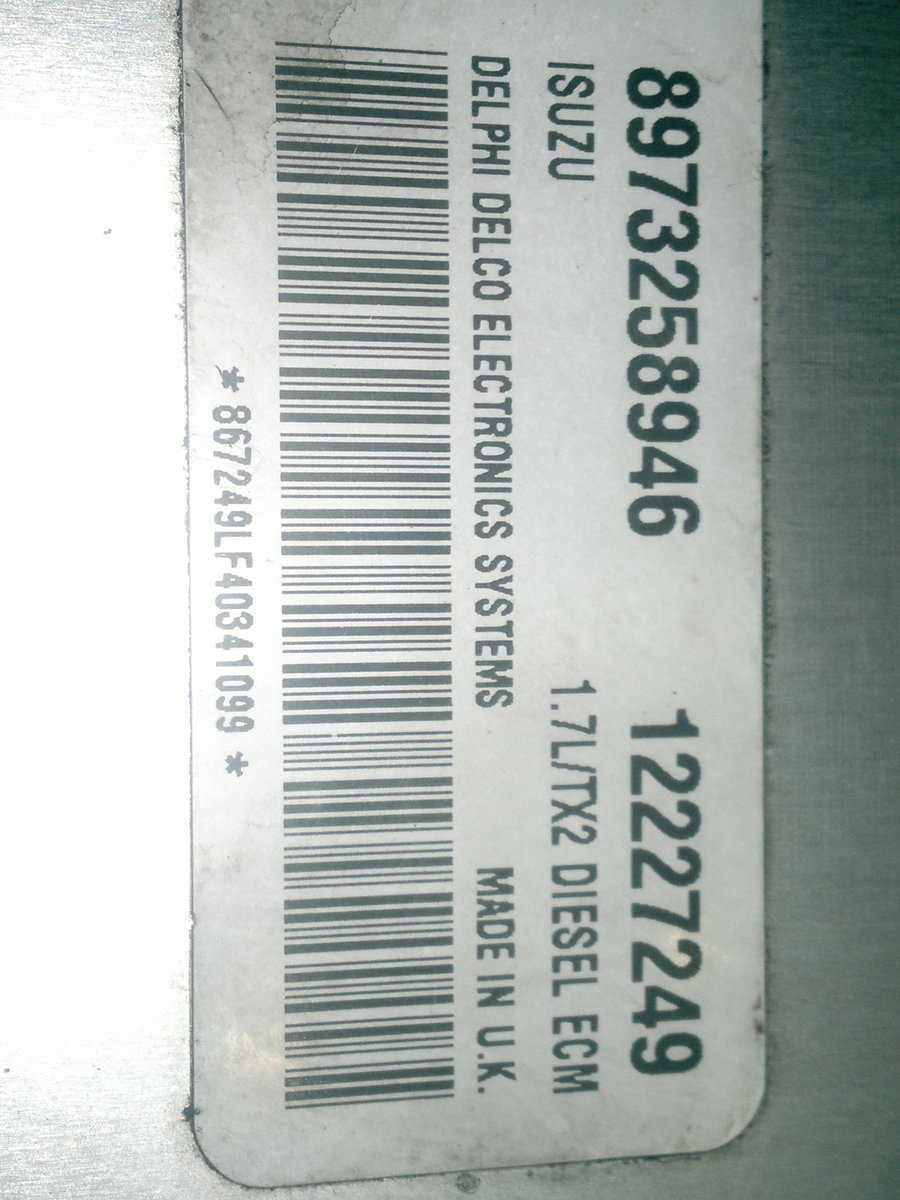 8973258946 12227249
ISUZU 1.7L/TX2 DIESEL ECM
DELPHI DELCO ELECTRONICS SYSTEMS MADE IN U.K.
*867249LF40341099 *